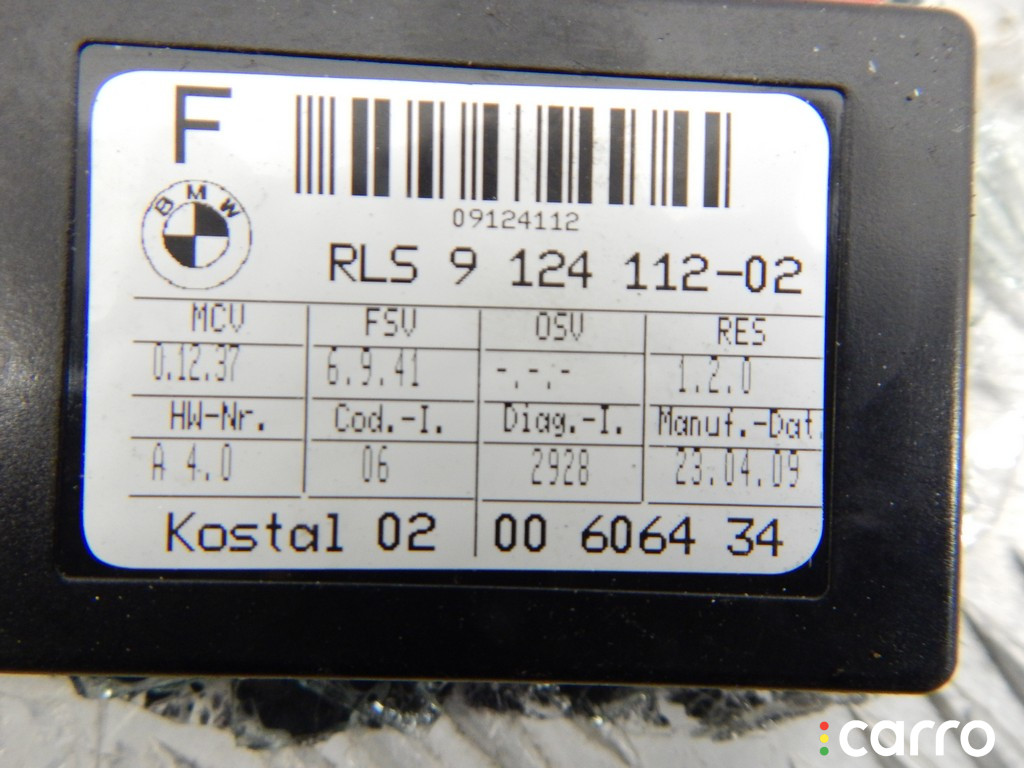 F
BMW
09124112
RLS 9 124 112-02
MCV FSV OSV RES
0.12.37 6.9.41 -.-.- 1.2.0
HW-Nr. Cod.-I. Diag.-I. Manuf.-Dat.
A 4.0 06 2928 23.04.09
Kostal 02 00 6064 34
carro